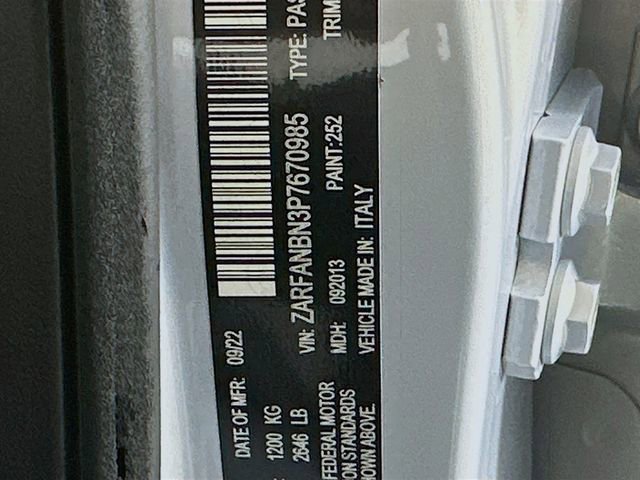 DATE OF MFR: 09/22
1200 KG
2646 LB
FEDERAL MOTOR
ON STANDARDS
HOWN ABOVE.
VIN: ZARFANBN3P7670985
TYPE: PAS
MDH: 092013 PAINT:252 TRIM
VEHICLE MADE IN: ITALY